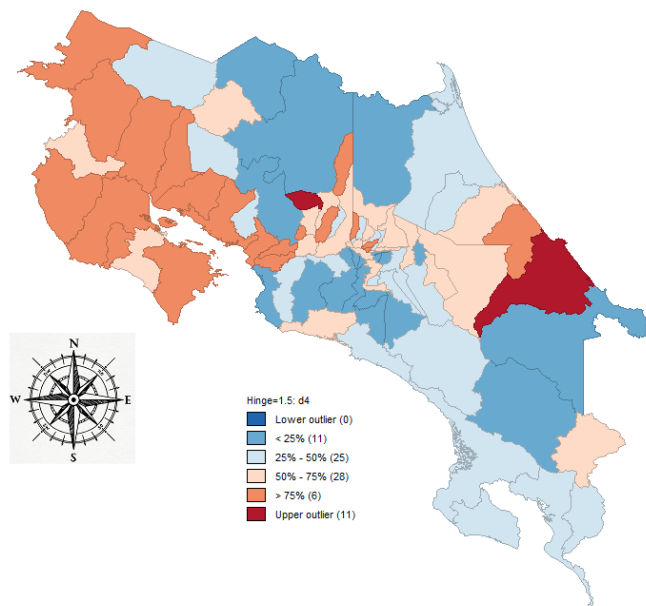 N
W
E
S
Hinge=1.5: d4
Lower outlier (0)
< 25% (11)
25% - 50% (25)
50% - 75% (28)
> 75% (6)
Upper outlier (11)